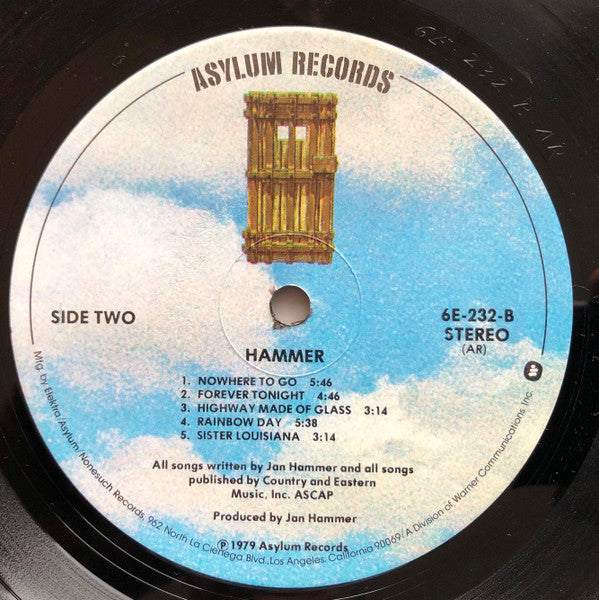 ASYLUM RECORDS
6E-232 B AR
SIDE TWO
6E-232-B
STEREO
(AR)
HAMMER
1. NOWHERE TO GO 5:46
2. FOREVER TONIGHT 4:46
3. HIGHWAY MADE OF GLASS 3:14
4. RAINBOW DAY 5:38
5. SISTER LOUISIANA 3:14
All songs written by Jan Hammer and all songs
published by Country and Eastern
Music, Inc. ASCAP
Produced by Jan Hammer
℗ 1979 Asylum Records
Mfg. by Elektra/Asylum/Nonesuch Records, 962 North La Cienega Blvd., Los Angeles, California 90069/A Division of Warner Communications Inc.